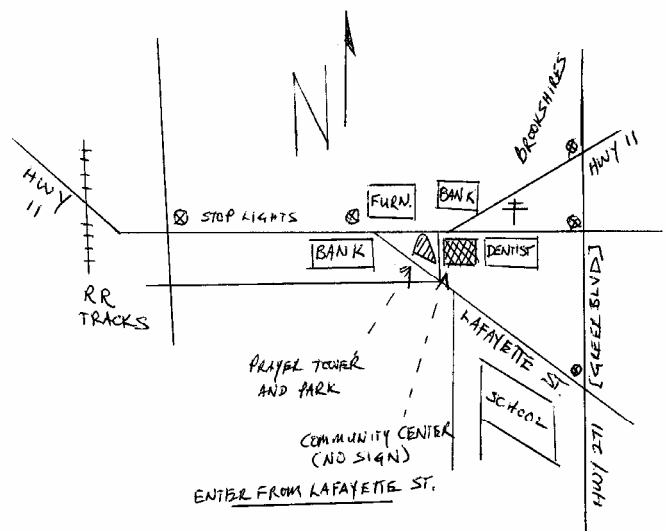 N
BROOKSHIRES
HWY 11
HWY
11
STOP LIGHTS
FURN.
BANK
BANK
DENTIST
RR
TRACKS
LAFAYETTE ST.
[GREER BLVD]
PRAYER TOWER
AND PARK
SCHOOL
HWY 271
COMMUNITY CENTER
(NO SIGN)
ENTER FROM LAFAYETTE ST.